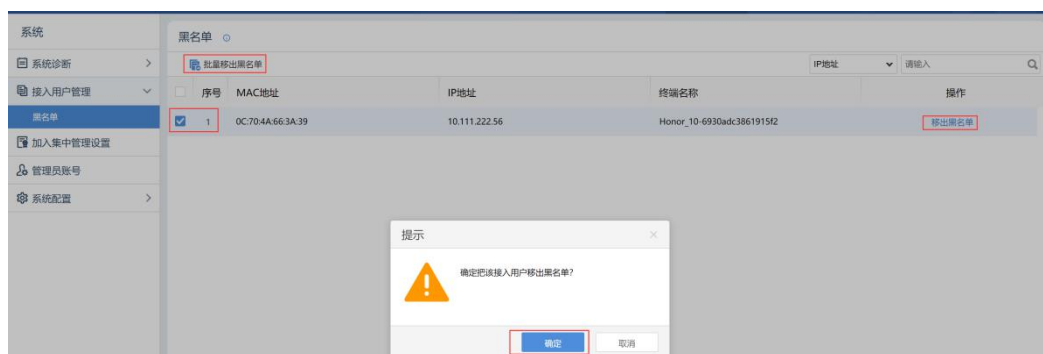 系统
系统诊断
接入用户管理
黑名单
加入集中管理设置
管理员账号
系统配置
黑名单
批量移出黑名单
IP地址 请输入
序号 MAC地址 IP地址 终端名称 操作
1 0C:70:4A:66:3A:39 10.111.222.56 Honor_10-6930adc3861915f2 移出黑名单
提示
确定把该接入用户移出黑名单?
确定 取消